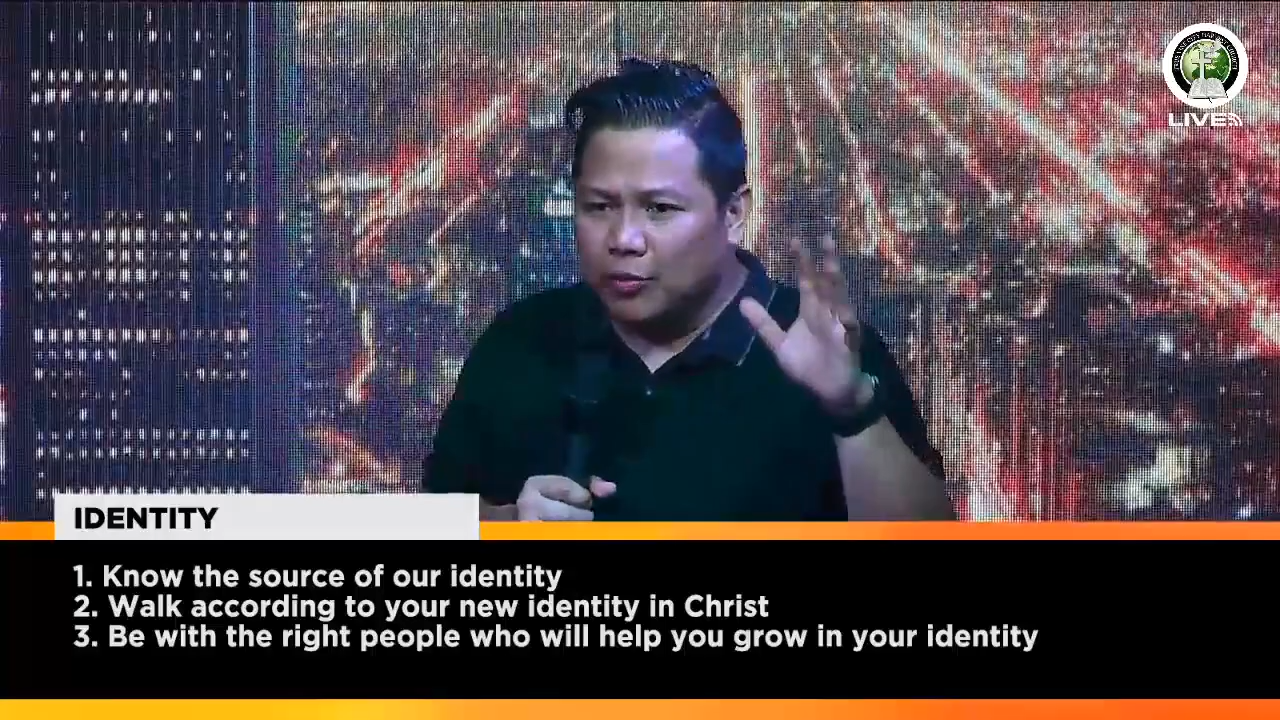 LIVE
IDENTITY
1. Know the source of our identity
2. Walk according to your new identity in Christ
3. Be with the right people who will help you grow in your identity